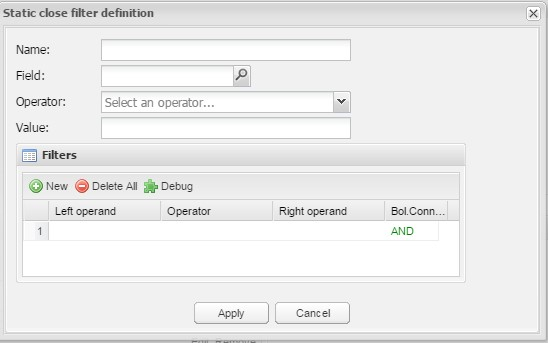 Static close filter definition
Name:
Field:
Operator: Select an operator...
Value:
Filters
New Delete All Debug
Left operand Operator Right operand Bol.Conn...
1 AND
Apply Cancel